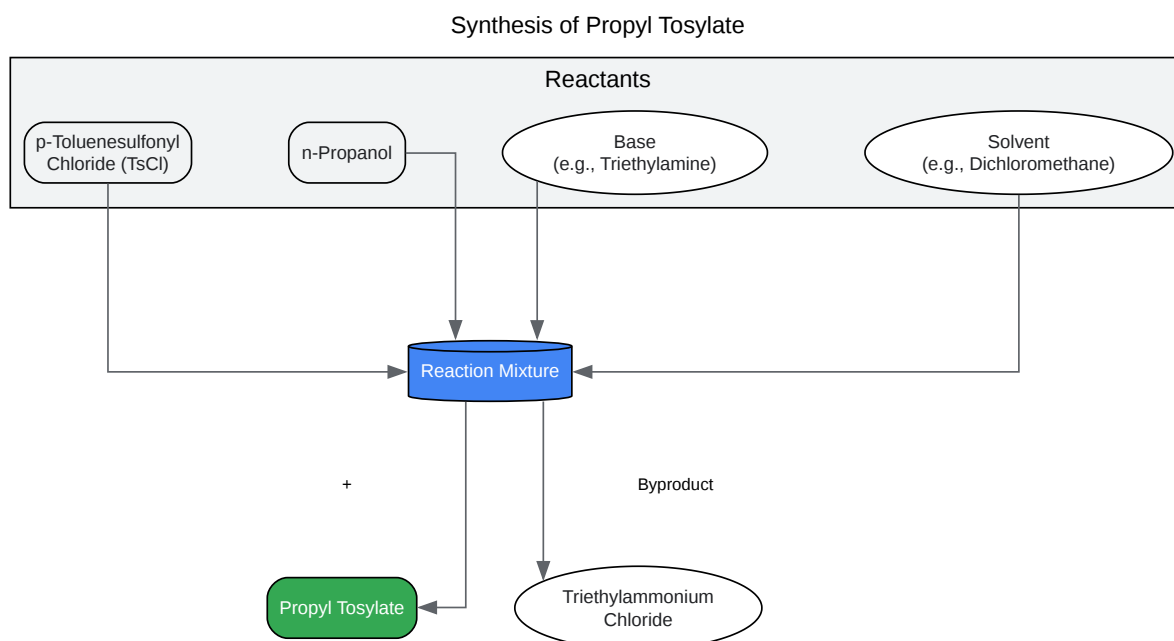 Synthesis of Propyl Tosylate
Reactants
p-Toluenesulfonyl
Chloride (TsCl)
n-Propanol
Base
(e.g., Triethylamine)
Solvent
(e.g., Dichloromethane)
Reaction Mixture
+
Byproduct
Propyl Tosylate
Triethylammonium
Chloride